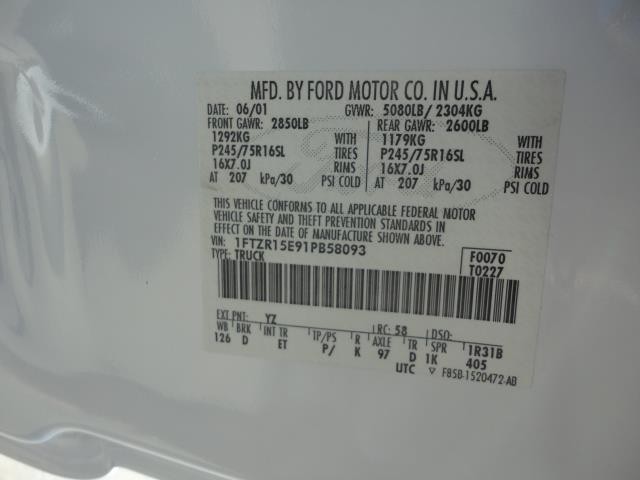 MFD. BY FORD MOTOR CO. IN U.S.A.
DATE: 06/01 GVWR: 5080LB/ 2304KG
FRONT GAWR: 2850LB REAR GAWR: 2600LB
1292KG WITH 1179KG WITH
P245/75R16SL TIRES P245/75R16SL TIRES
16X7.0J RIMS 16X7.0J RIMS
AT 207 kPa/30 PSI COLD AT 207 kPa/30 PSI COLD
THIS VEHICLE CONFORMS TO ALL APPLICABLE FEDERAL MOTOR
VEHICLE SAFETY AND THEFT PREVENTION STANDARDS IN
EFFECT ON THE DATE OF MANUFACTURE SHOWN ABOVE.
VIN: 1FTZR15E91PB58093 F0070
TYPE: TRUCK T0227
EXT PNT: YZ RC: 58 DSO:
WB BRK INT TR TP/PS R AXLE TR SPR 1R31B
126 D ET P/ K 97 D 1K 405
UTC ▽ F85B-1520472-AB